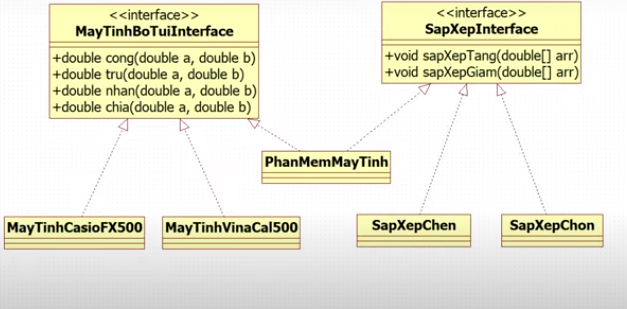 <<interface>>
MayTinhBoTuiInterface
+double cong(double a, double b)
+double tru(double a, double b)
+double nhan(double a, double b)
+double chia(double a, double b)
<<interface>>
SapXepInterface
+void sapXepTang(double[] arr)
+void sapXepGiam(double[] arr)
PhanMemMayTinh
MayTinhCasioFX500
MayTinhVinaCal500
SapXepChen
SapXepChon